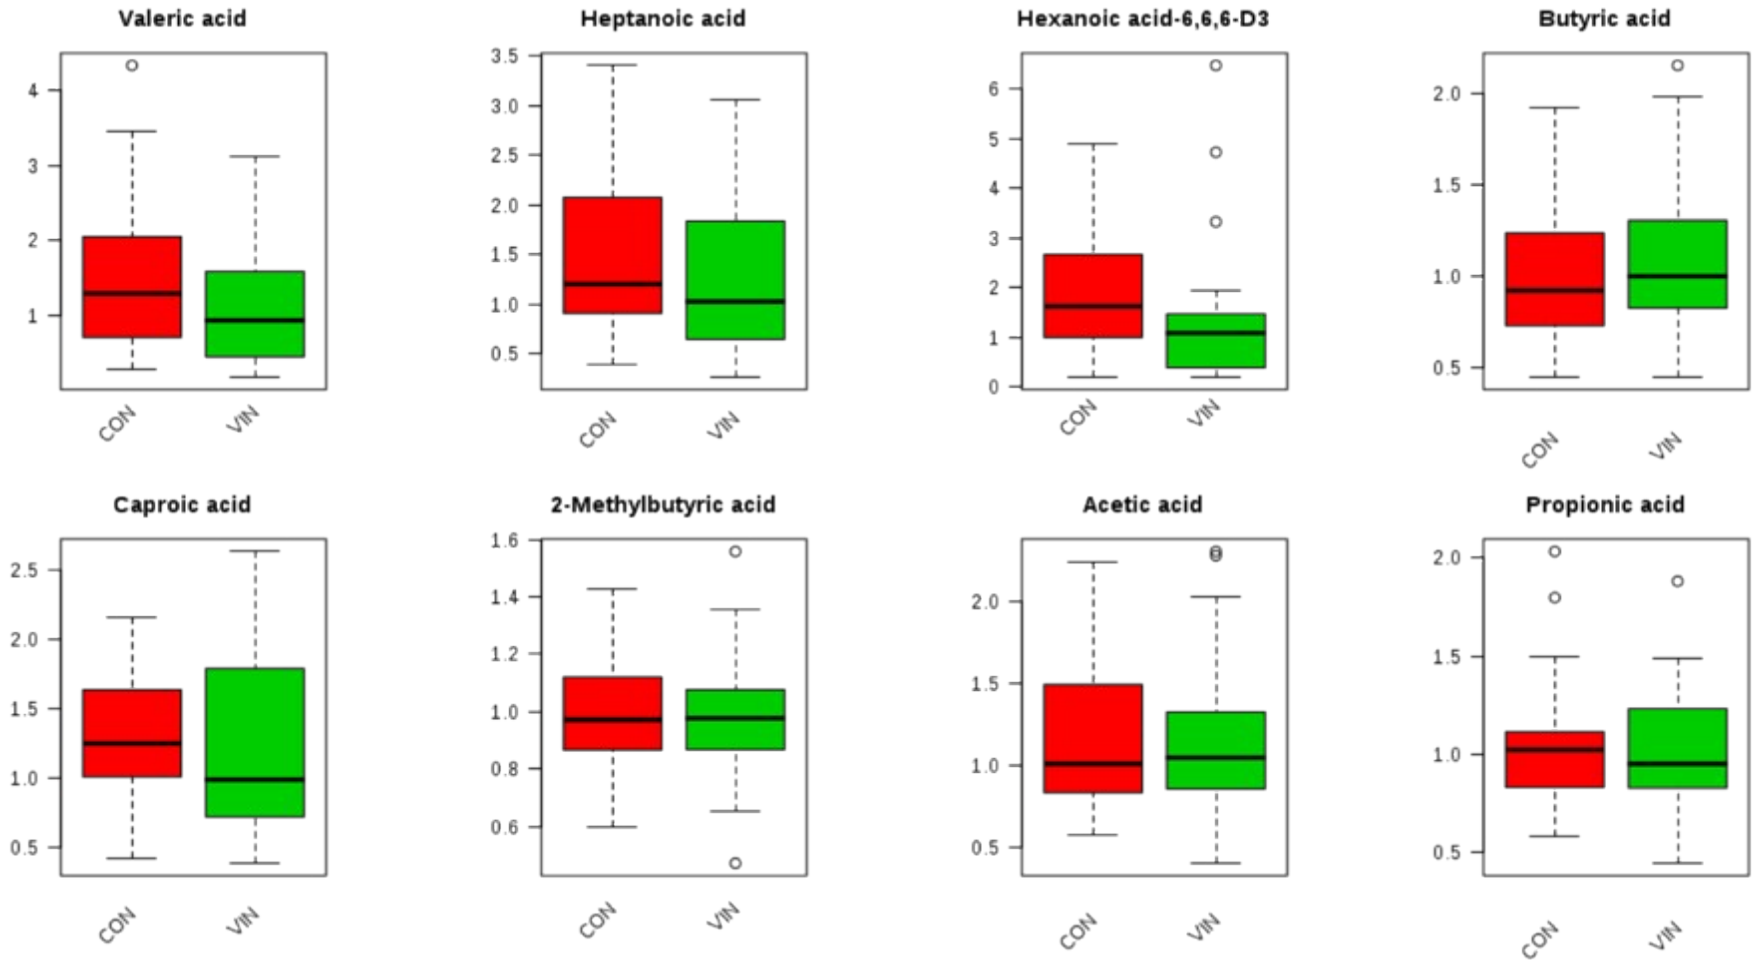 Valeric acid
4
3
2
1
CON VIN
Heptanoic acid
3.5
3.0
2.5
2.0
1.5
1.0
0.5
CON VIN
Hexanoic acid-6,6,6-D3
6
5
4
3
2
1
0
CON VIN
Butyric acid
2.0
1.5
1.0
0.5
CON VIN
Caproic acid
2.5
2.0
1.5
1.0
0.5
CON VIN
2-Methylbutyric acid
1.6
1.4
1.2
1.0
0.8
0.6
CON VIN
Acetic acid
2.0
1.5
1.0
0.5
CON VIN
Propionic acid
2.0
1.5
1.0
0.5
CON VIN